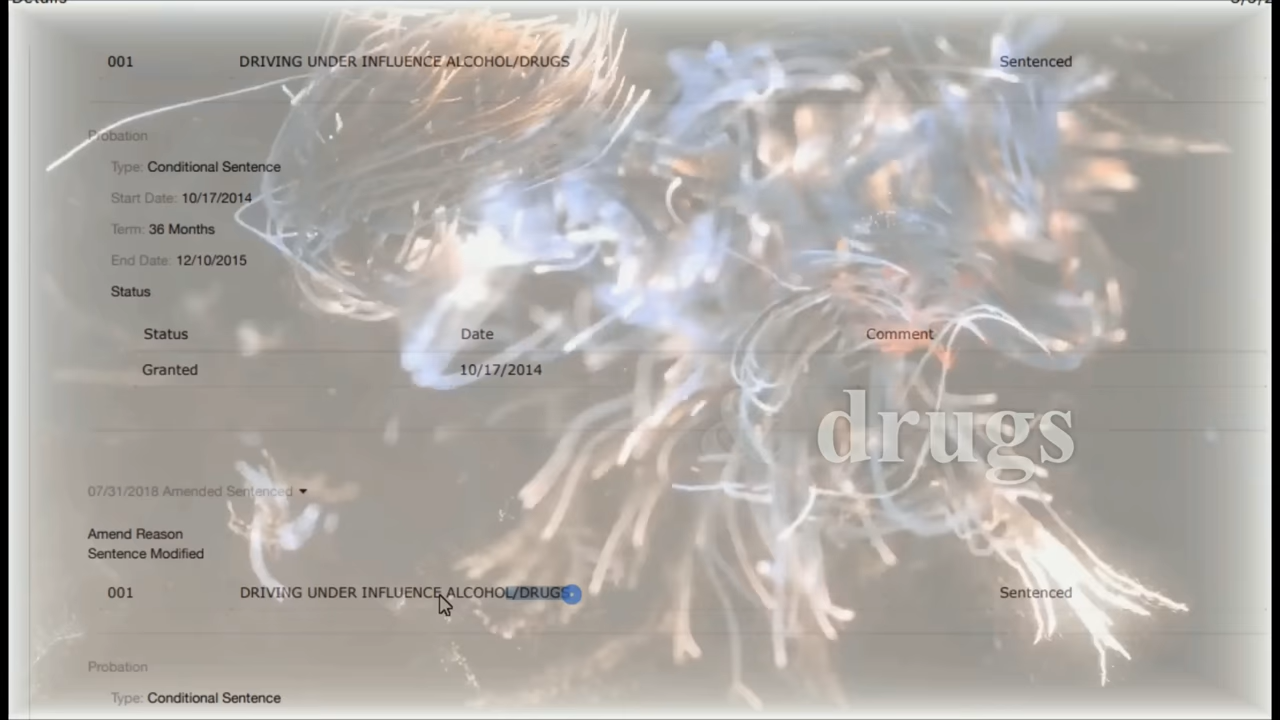 Details
001 DRIVING UNDER INFLUENCE ALCOHOL/DRUGS Sentenced
Probation
Type: Conditional Sentence
Start Date: 10/17/2014
Term: 36 Months
End Date: 12/10/2015
Status
Status Date Comment
Granted 10/17/2014
drugs
07/31/2018 Amended Sentenced
Amend Reason
Sentence Modified
001 DRIVING UNDER INFLUENCE ALCOHOL/DRUGS Sentenced
Probation
Type: Conditional Sentence